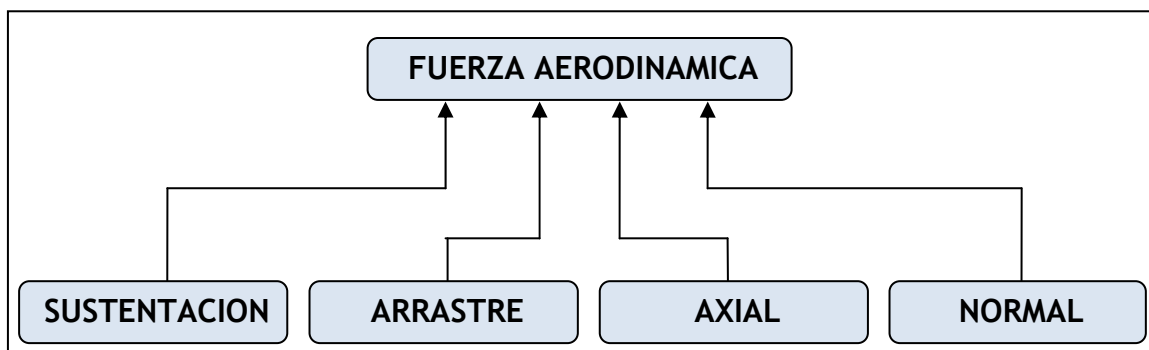 FUERZA AERODINAMICA
SUSTENTACION
ARRASTRE
AXIAL
NORMAL